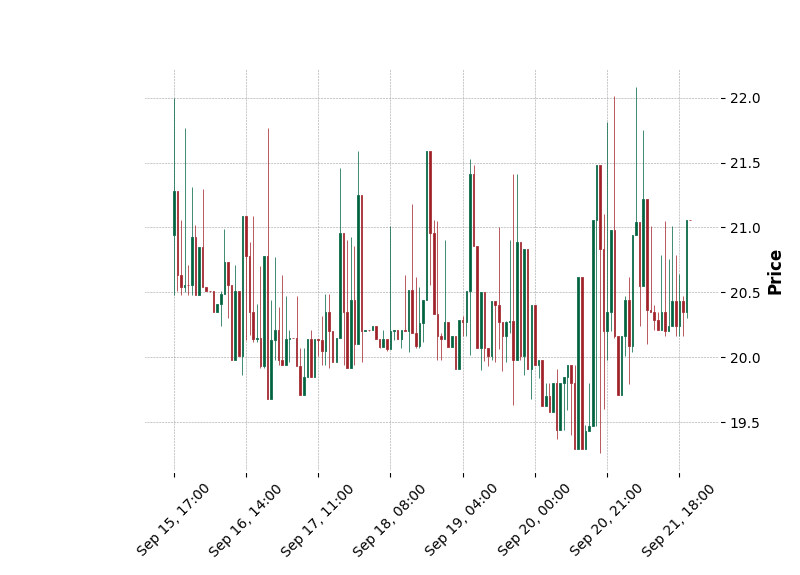 22.0
21.5
21.0
20.5
20.0
19.5
Price
Sep 15, 17:00
Sep 16, 14:00
Sep 17, 11:00
Sep 18, 08:00
Sep 19, 04:00
Sep 20, 00:00
Sep 20, 21:00
Sep 21, 18:00